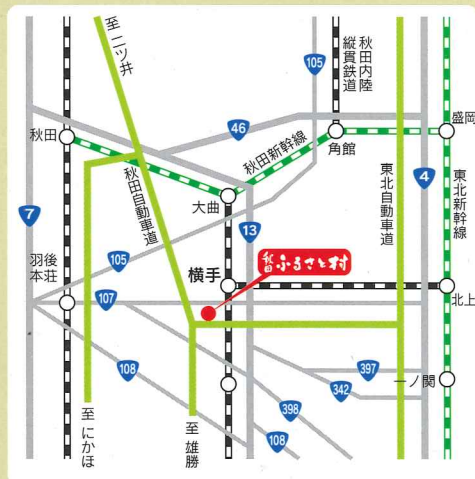 至 二ツ井
秋田内陸
縦貫鉄道
105
盛岡
秋田
46
秋田新幹線
角館
4
東北新幹線
東北自動車道
秋田自動車道
7
大曲
13
羽後
本荘
105
横手
秋田ふるさと村
107
北上
108
397
一ノ関
342
398
108
至 にかほ
至 雄勝